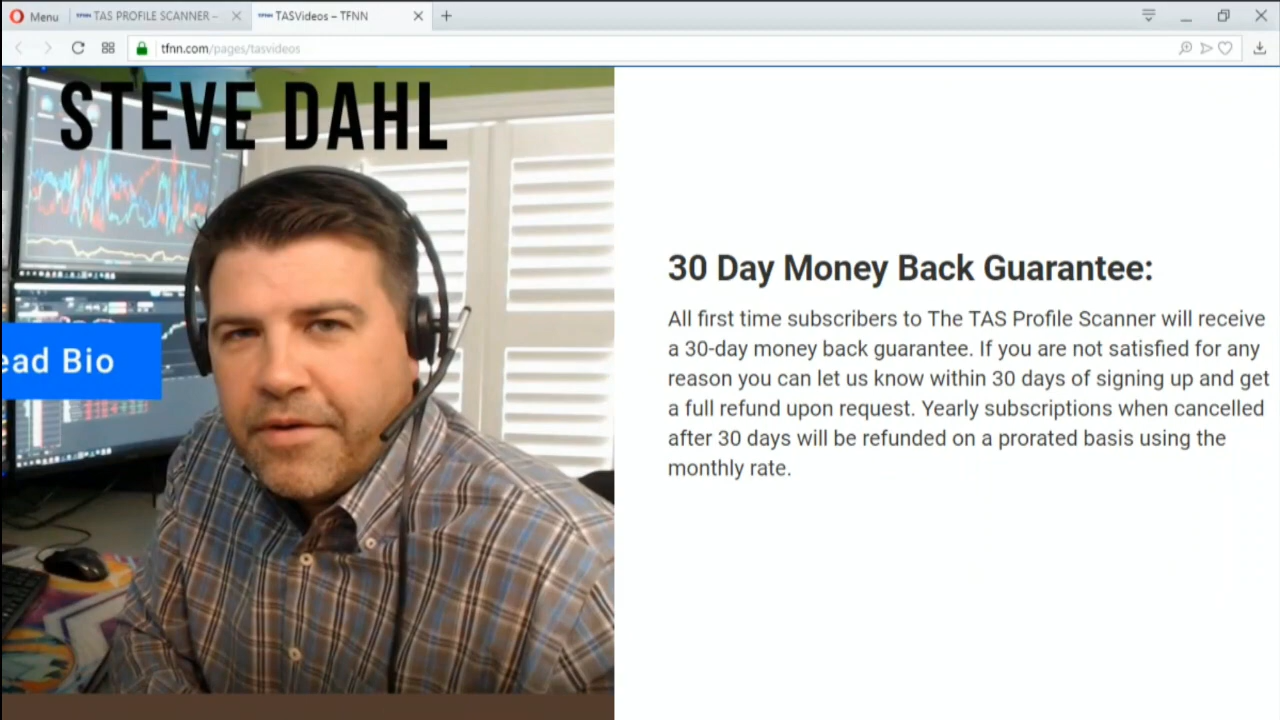 Menu
TAS PROFILE SCANNER –
TASVideos – TFNN
tfnn.com/pages/tasvideos
STEVE DAHL
ead Bio
30 Day Money Back Guarantee:
All first time subscribers to The TAS Profile Scanner will receive
a 30-day money back guarantee. If you are not satisfied for any
reason you can let us know within 30 days of signing up and get
a full refund upon request. Yearly subscriptions when cancelled
after 30 days will be refunded on a prorated basis using the
monthly rate.